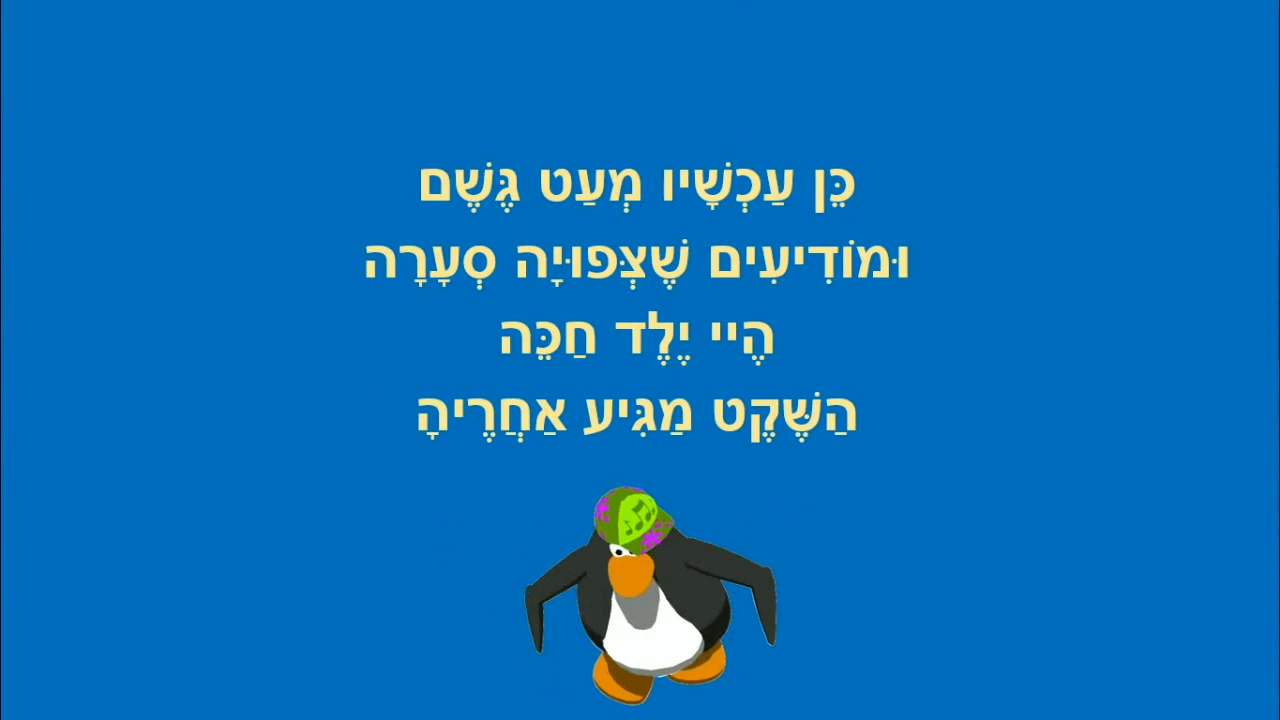 כֵּן עַכְשָׁיו מְעַט גֶּשֶׁם
וּמוֹדִיעִים שֶׁצְּפוּיָה סְעָרָה
הֶיי יֶלֶד חַכֵּה
הַשֶּׁקֶט מַגִּיע אַחֲרֶיהָ